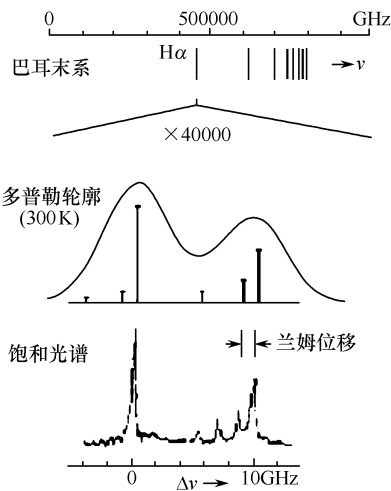 0 500000 GHz
Hα
巴耳末系 → ν
×40000
多普勒轮廓
(300K)
兰姆位移
饱和光谱
0 Δν → 10GHz